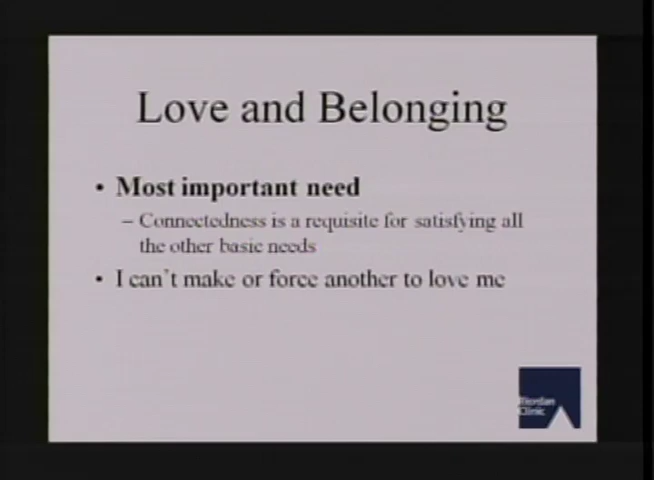 Love and Belonging
• Most important need
– Connectedness is a requisite for satisfying all
the other basic needs
• I can't make or force another to love me
Riordan
Clinic